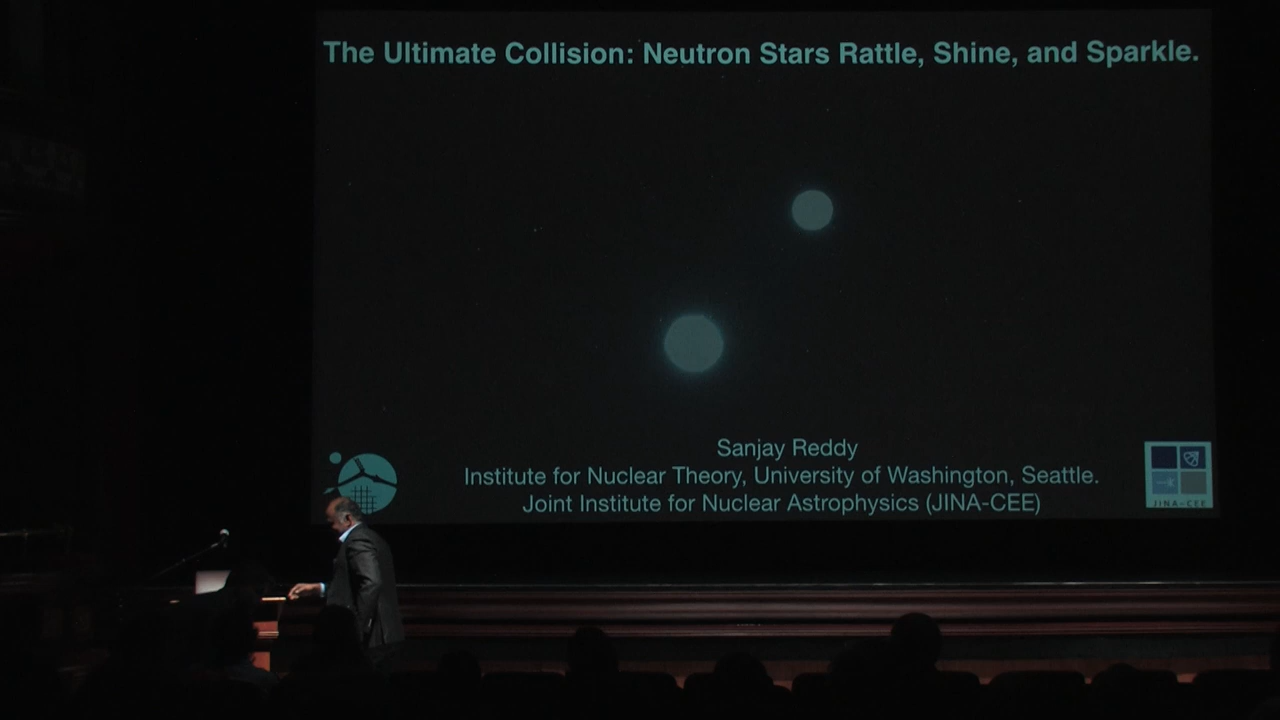 The Ultimate Collision: Neutron Stars Rattle, Shine, and Sparkle.
Sanjay Reddy
Institute for Nuclear Theory, University of Washington, Seattle.
Joint Institute for Nuclear Astrophysics (JINA-CEE)
JINA-CEE